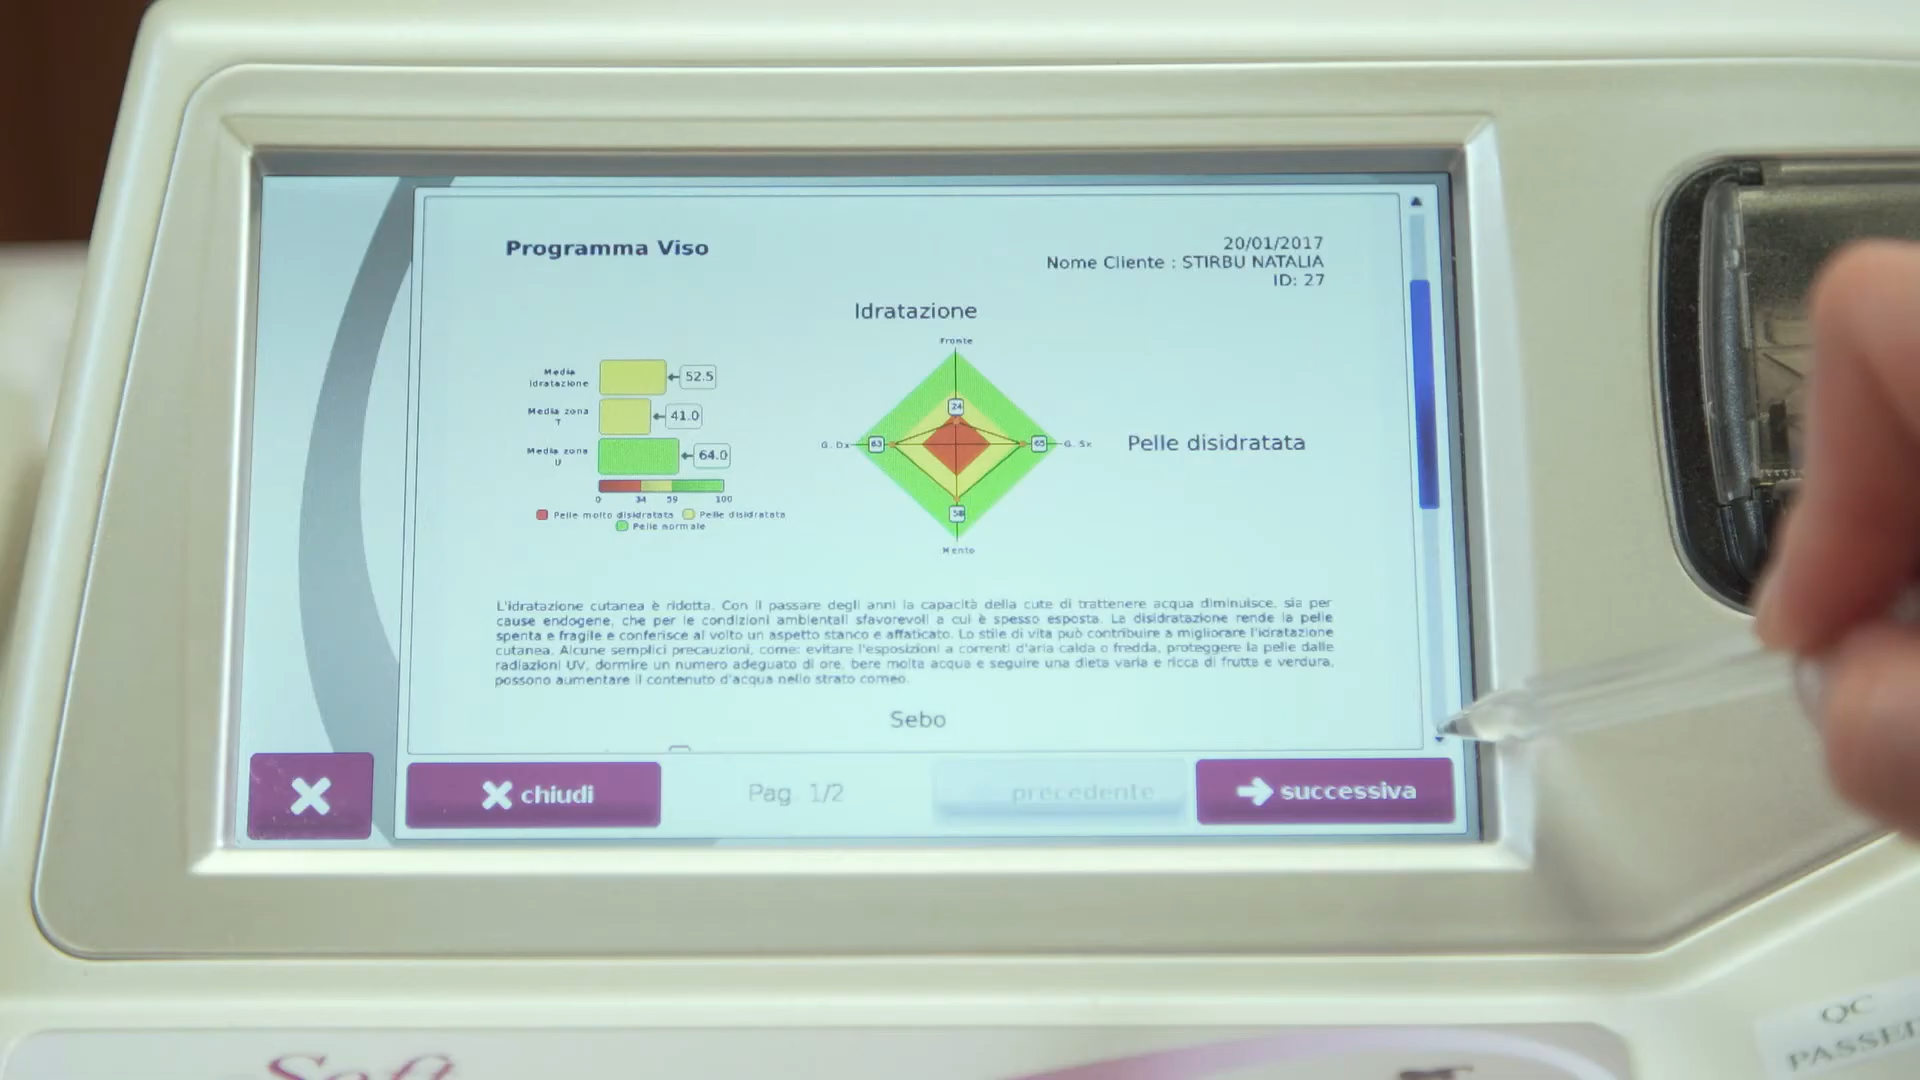 Programma Viso
20/01/2017
Nome Cliente : STIRBU NATALIA
ID: 27
Idratazione
Media
idratazione
52.5
Media zona
T
41.0
Media zona
U
64.0
0 34 59 100
Pelle molto disidratata Pelle disidratata
Pelle normale
Fronte
24
G. Dx 63 65 G. Sx
58
Mento
Pelle disidratata
L'idratazione cutanea è ridotta. Con il passare degli anni la capacità della cute di trattenere acqua diminuisce, sia per
cause endogene, che per le condizioni ambientali sfavorevoli a cui è spesso esposta. La disidratazione rende la pelle
spenta e fragile e conferisce al volto un aspetto stanco e affaticato. Lo stile di vita può contribuire a migliorare l'idratazione
cutanea. Alcune semplici precauzioni, come: evitare l'esposizioni a correnti d'aria calda o fredda, proteggere la pelle dalle
radiazioni UV, dormire un numero adeguato di ore, bere molta acqua e seguire una dieta varia e ricca di frutta e verdura,
possono aumentare il contenuto d'acqua nello strato corneo.
Sebo
chiudi
Pag. 1/2
precedente
successiva
Soft
QC
PASSED